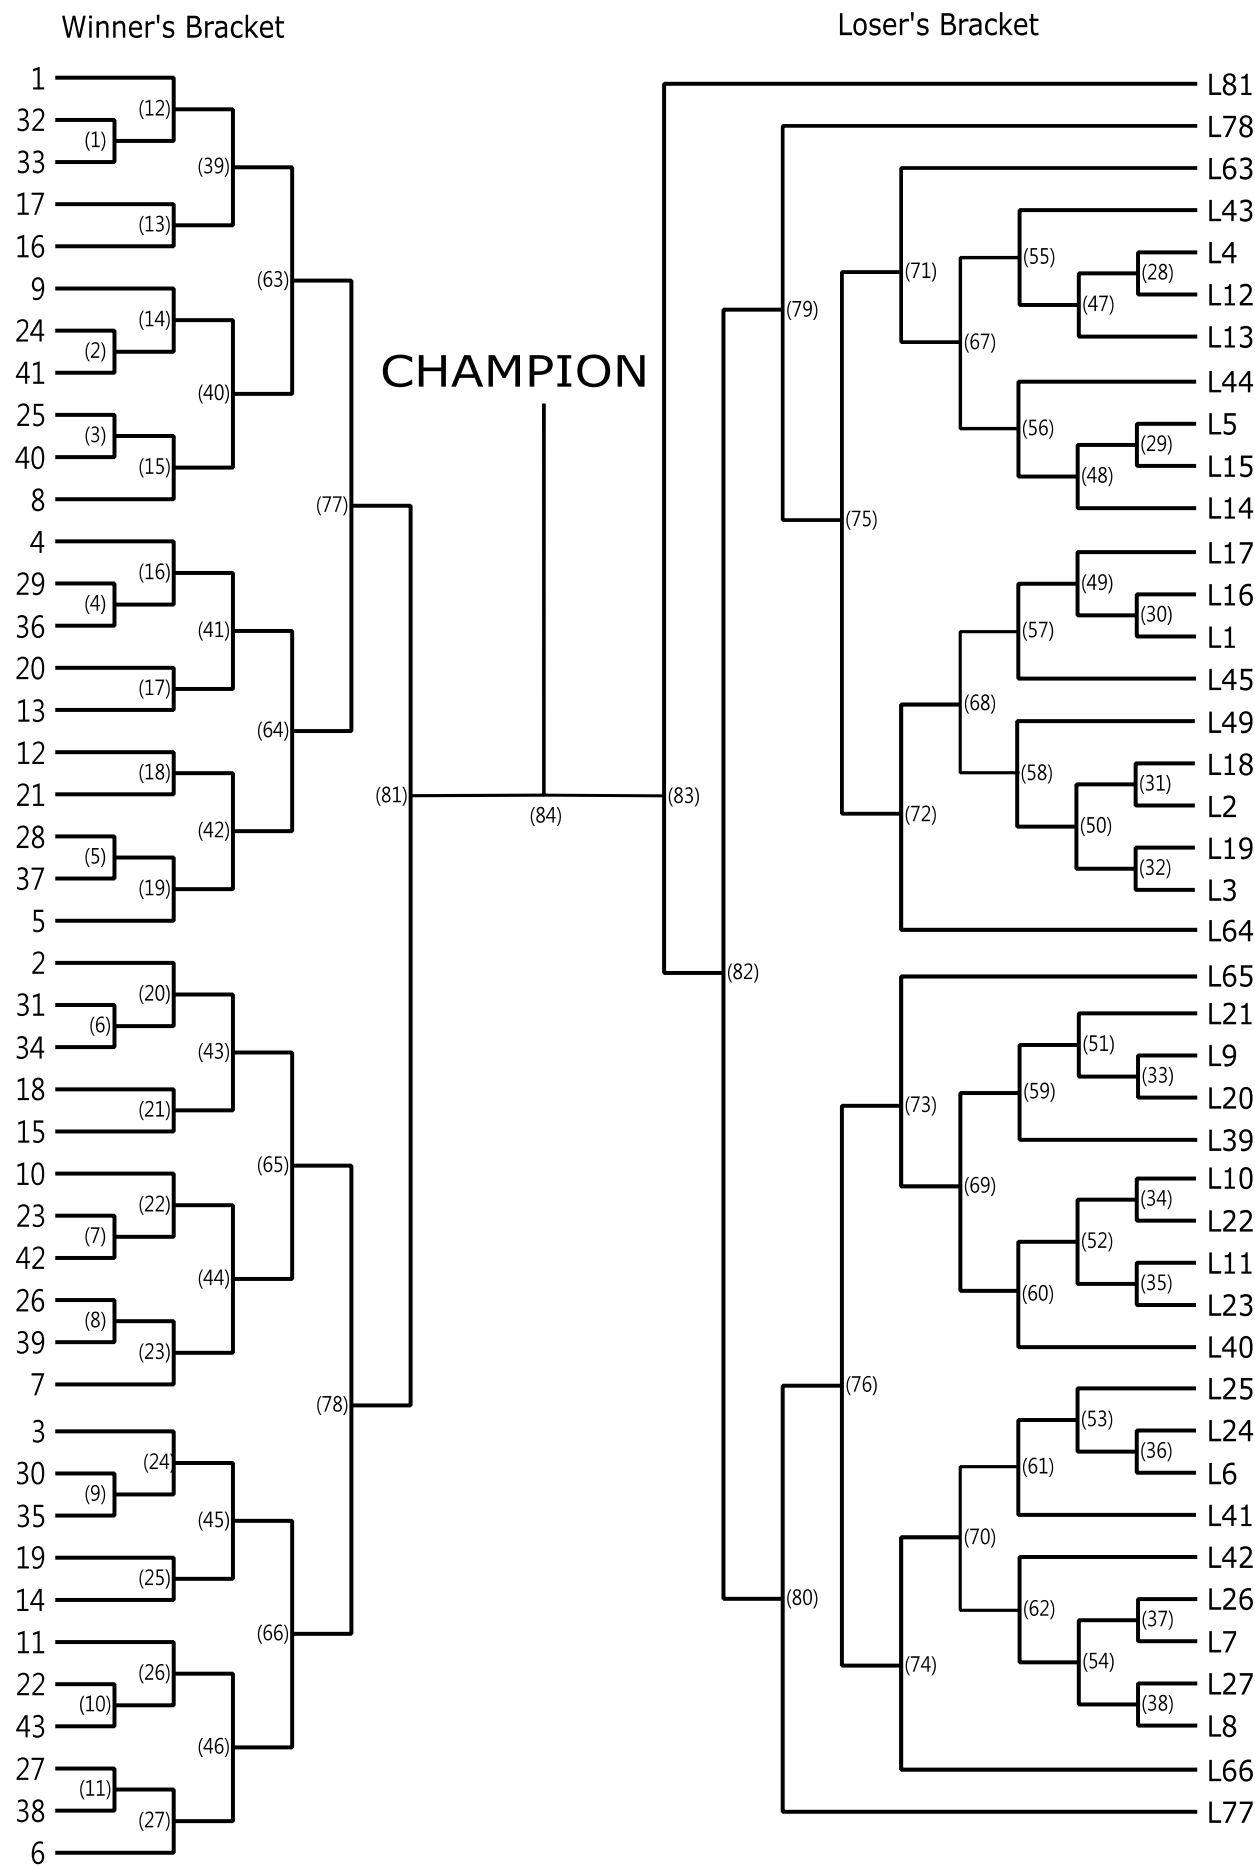 Winner's Bracket
1
32
33
17
16
9
24
41
25
40
8
4
29
36
20
13
12
21
28
37
5
2
31
34
18
15
10
23
42
26
39
7
3
30
35
19
14
11
22
43
27
38
6
(1)
(2)
(3)
(4)
(5)
(6)
(7)
(8)
(9)
(10)
(11)
(12)
(13)
(14)
(15)
(16)
(17)
(18)
(19)
(20)
(21)
(22)
(23)
(24)
(25)
(26)
(27)
(39)
(40)
(41)
(42)
(43)
(44)
(45)
(46)
(63)
(64)
(65)
(66)
(77)
(78)
(81)
CHAMPION
(84)
Loser's Bracket
(83)
(82)
(79)
(80)
(75)
(76)
(71)
(72)
(73)
(74)
(67)
(68)
(69)
(70)
(55)
(56)
(57)
(58)
(59)
(60)
(61)
(62)
(47)
(48)
(49)
(50)
(51)
(52)
(53)
(54)
(28)
(29)
(30)
(31)
(32)
(33)
(34)
(35)
(36)
(37)
(38)
L81
L78
L63
L43
L4
L12
L13
L44
L5
L15
L14
L17
L16
L1
L45
L49
L18
L2
L19
L3
L64
L65
L21
L9
L20
L39
L10
L22
L11
L23
L40
L25
L24
L6
L41
L42
L26
L7
L27
L8
L66
L77